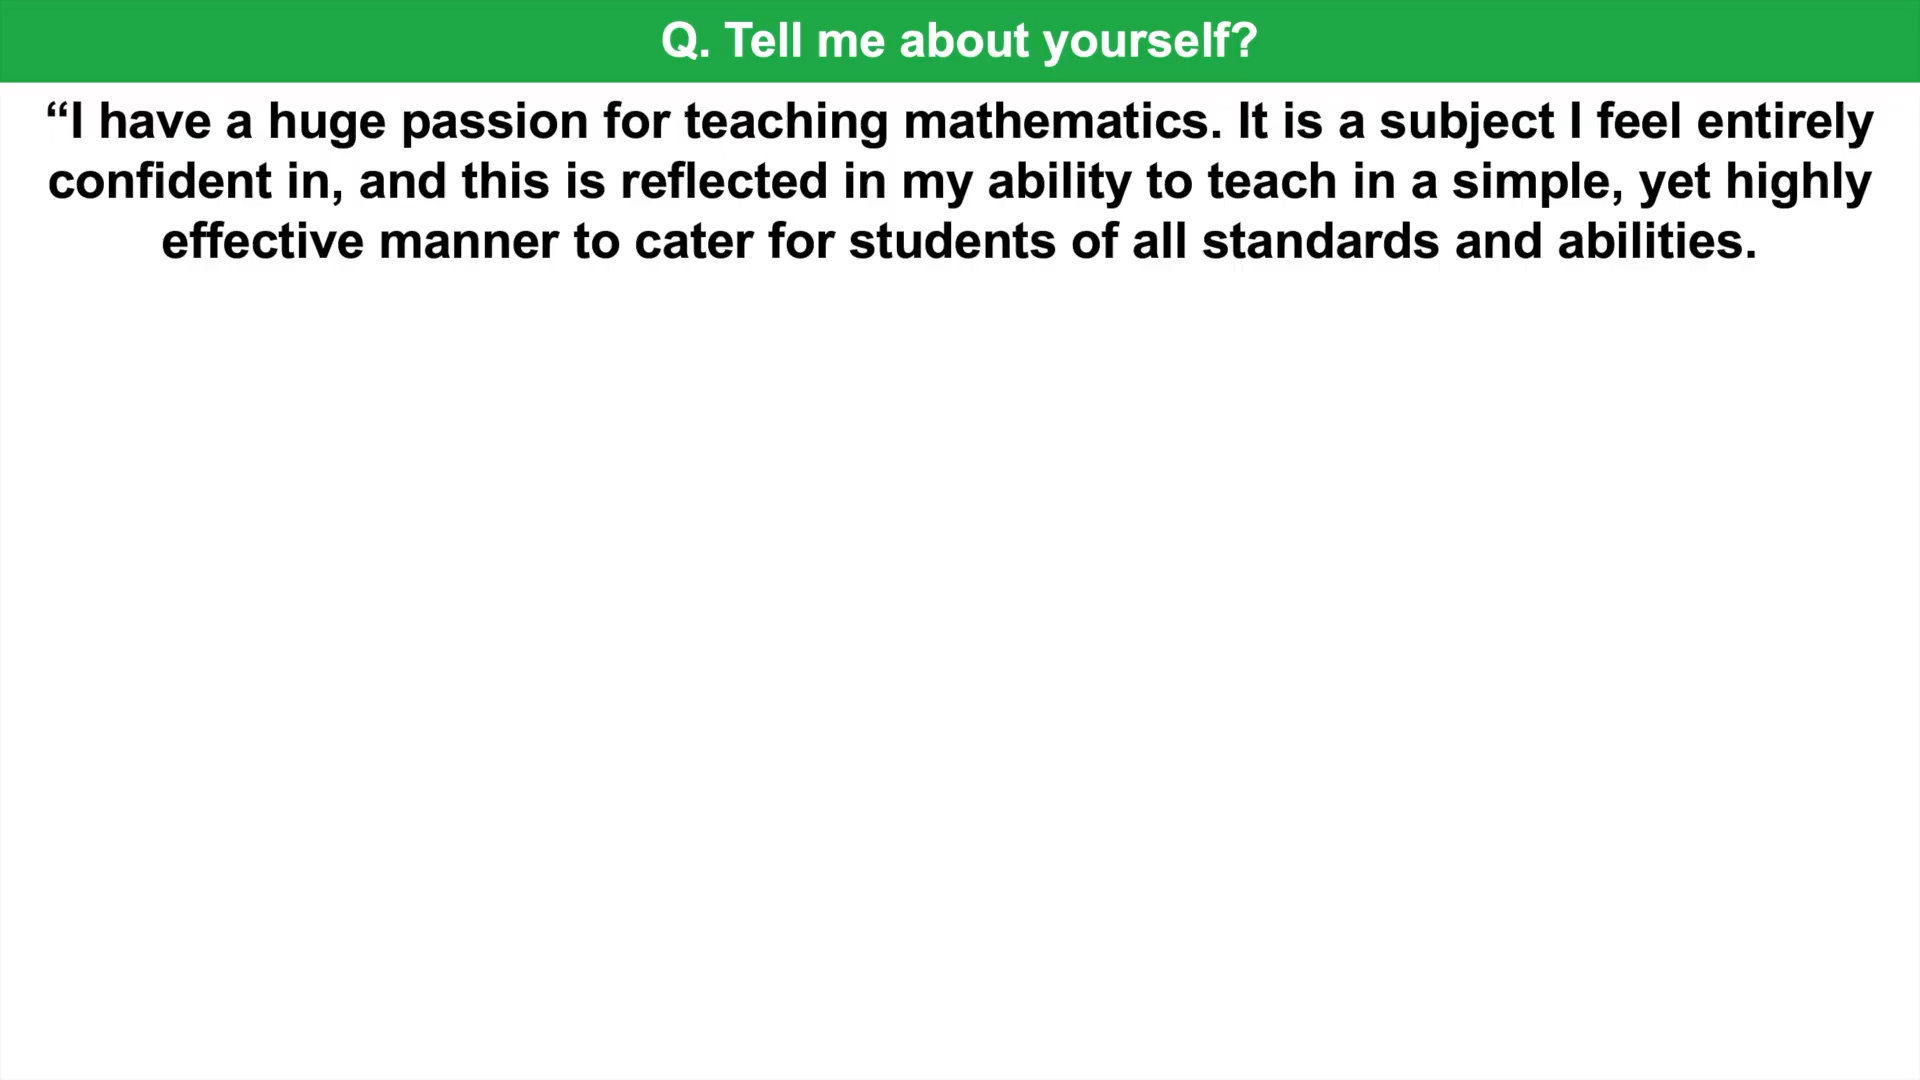 Q. Tell me about yourself?
“I have a huge passion for teaching mathematics. It is a subject I feel entirely
confident in, and this is reflected in my ability to teach in a simple, yet highly
effective manner to cater for students of all standards and abilities.